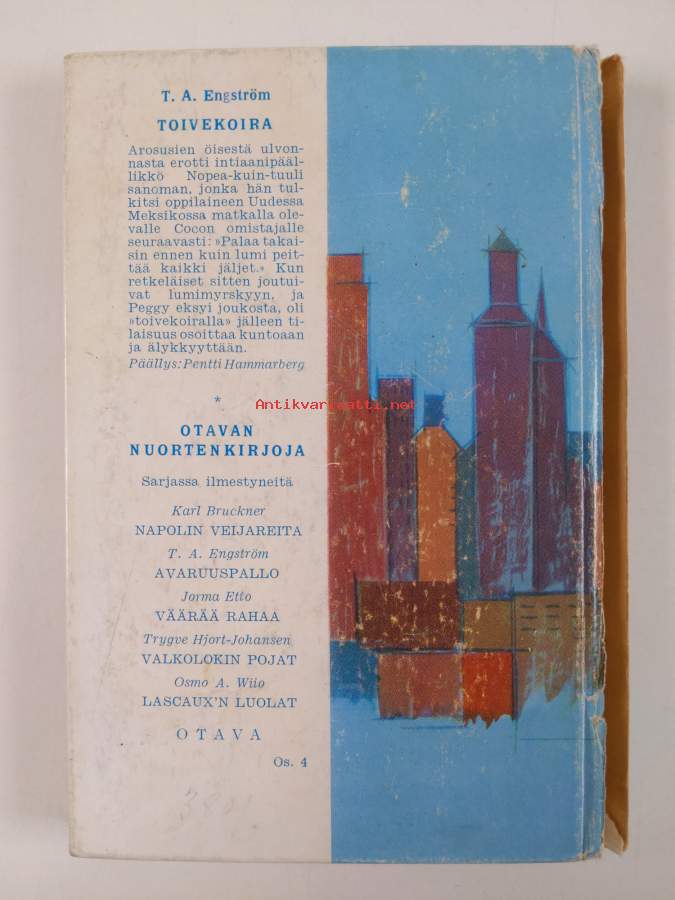 T. A. Engström
TOIVEKOIRA
Arosusien öisestä ulvon-
nasta erotti intiaanipääl-
likkö Nopea-kuin-tuuli
sanoman, jonka hän tul-
kitsi oppilaineen Uudessa
Meksikossa matkalla ole-
valle Cocon omistajalle
seuraavasti: »Palaa takai-
sin ennen kuin lumi peit-
tää kaikki jäljet.» Kun
retkeläiset sitten joutui-
vat lumimyrskyyn, ja
Peggy eksyi joukosta, oli
»toivekoiralla» jälleen ti-
laisuus osoittaa kuntoaan
ja älykkyyttään.
Päällys: Pentti Hammarberg
*
OTAVAN
NUORTENKIRJOJA
Sarjassa ilmestyneitä
Karl Bruckner
NAPOLIN VEIJAREITA
T. A. Engström
AVARUUSPALLO
Jorma Etto
VÄÄRÄÄ RAHAA
Trygve Hjort-Johansen
VALKOLOKIN POJAT
Osmo A. Wiio
LASCAUX'N LUOLAT
OTAVA
Os. 4
Antikvariaatti.net